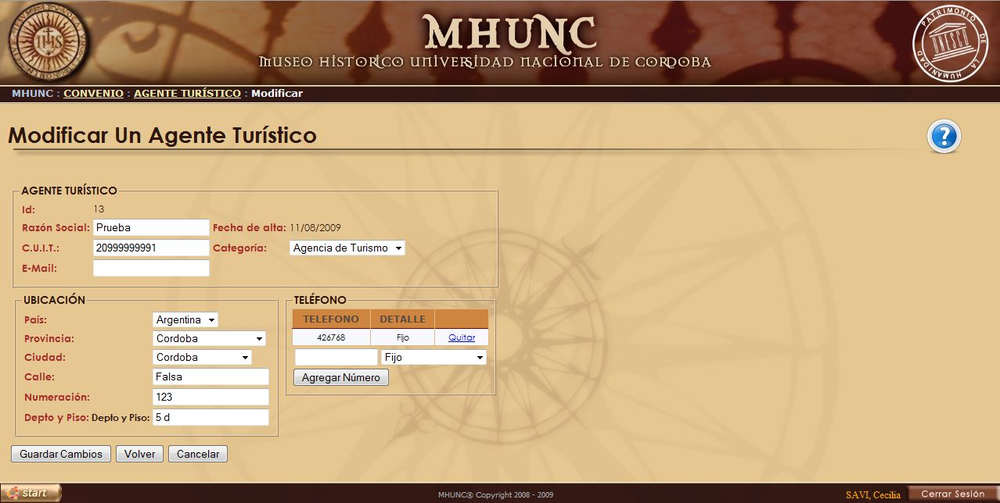 MHUNC
MUSEO HISTORICO UNIVERSIDAD NACIONAL DE CORDOBA
PATRIMONIO DE LA HUMANIDAD
UNESCO
IHS
MHUNC : CONVENIO : AGENTE TURÍSTICO : Modificar
Modificar Un Agente Turístico
?
AGENTE TURÍSTICO
Id: 13
Razón Social: Prueba Fecha de alta: 11/08/2009
C.U.I.T.: 20999999991 Categoría: Agencia de Turismo
E-Mail:
UBICACIÓN
País: Argentina
Provincia: Cordoba
Ciudad: Cordoba
Calle: Falsa
Numeración: 123
Depto y Piso: Depto y Piso: 5 d
TELÉFONO
TELEFONO DETALLE
426768 Fijo Quitar
Fijo
Agregar Número
Guardar Cambios Volver Cancelar
start
MHUNC® Copyright 2008 - 2009
SAVI, Cecilia Cerrar Sesión